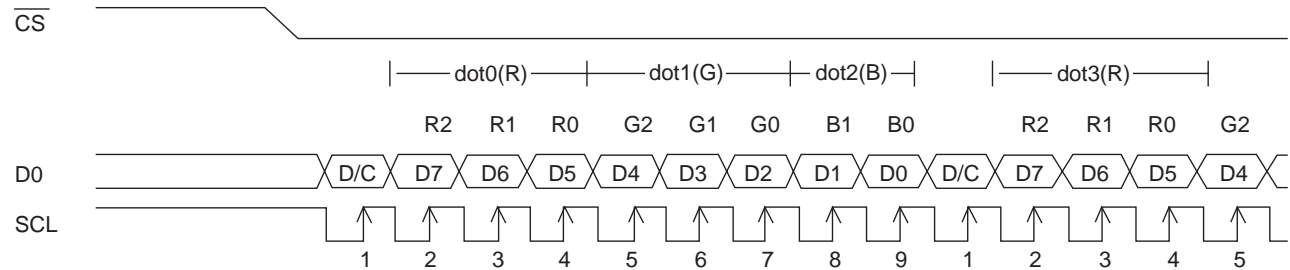 CS
dot0(R) dot1(G) dot2(B) dot3(R)
R2 R1 R0 G2 G1 G0 B1 B0 R2 R1 R0 G2
D0 D/C D7 D6 D5 D4 D3 D2 D1 D0 D/C D7 D6 D5 D4
SCL
1 2 3 4 5 6 7 8 9 1 2 3 4 5